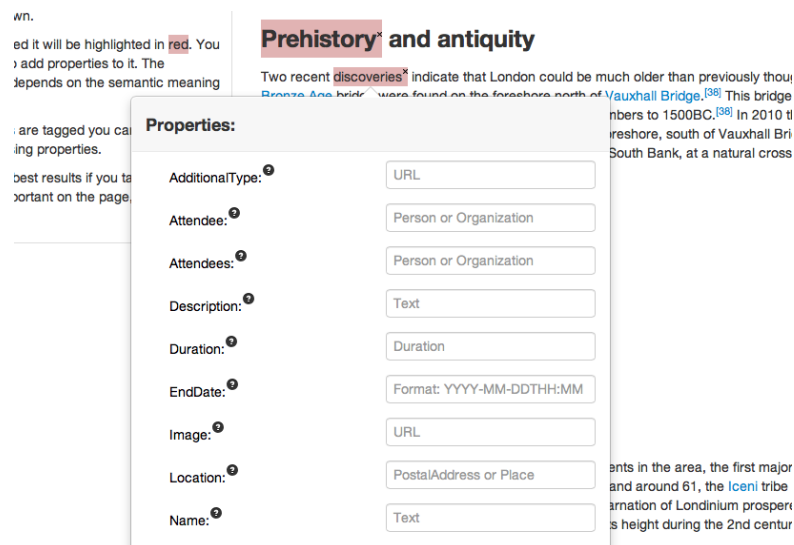 wn.
ed it will be highlighted in red. You
add properties to it. The
depends on the semantic meaning
are tagged you ca
ing properties.
best results if you ta
portant on the page,
Prehistory× and antiquity
Two recent discoveries× indicate that London could be much older than previously thoug
Bronze Age bridge were found on the foreshore north of Vauxhall Bridge.[38] This bridge
nbers to 1500BC.[38] In 2010 t
oreshore, south of Vauxhall Bri
South Bank, at a natural cross
Properties:
AdditionalType:? URL
Attendee:? Person or Organization
Attendees:? Person or Organization
Description:? Text
Duration:? Duration
EndDate:? Format: YYYY-MM-DDTHH:MM
Image:? URL
Location:? PostalAddress or Place
Name:? Text
ents in the area, the first major
and around 61, the Iceni tribe
arnation of Londinium prospere
s height during the 2nd centur